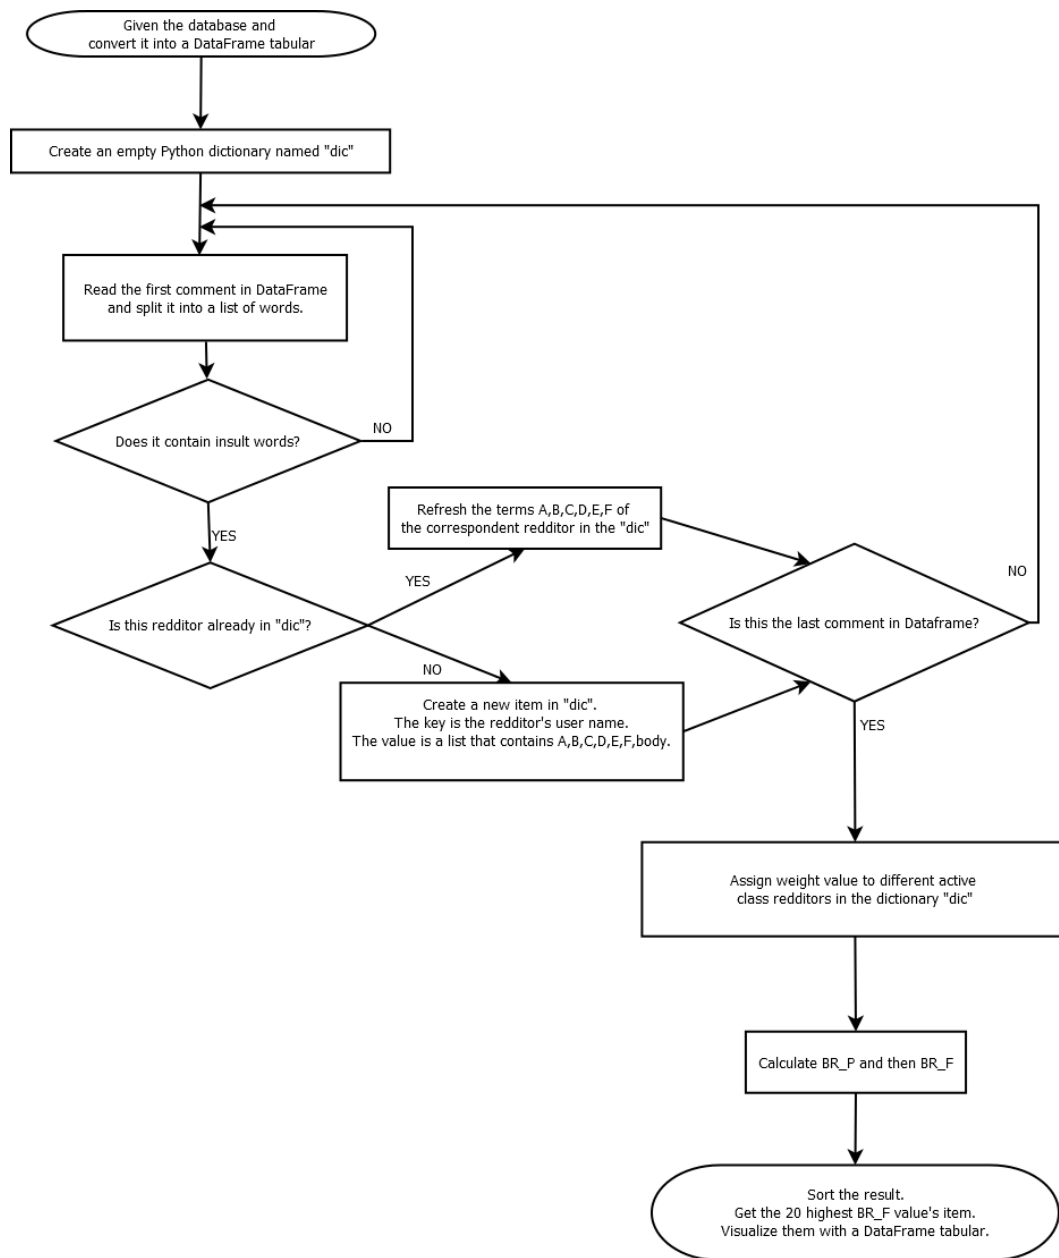 Given the database and
convert it into a DataFrame tabular
Create an empty Python dictionary named "dic"
Read the first comment in DataFrame
and split it into a list of words.
Does it contain insult words?
NO
YES
Refresh the terms A,B,C,D,E,F of
the correspondent redditor in the "dic"
Is this redditor already in "dic"?
YES
NO
Create a new item in "dic".
The key is the redditor's user name.
The value is a list that contains A,B,C,D,E,F,body.
Is this the last comment in Dataframe?
NO
YES
Assign weight value to different active
class redditors in the dictionary "dic"
Calculate BR_P and then BR_F
Sort the result.
Get the 20 highest BR_F value's item.
Visualize them with a DataFrame tabular.